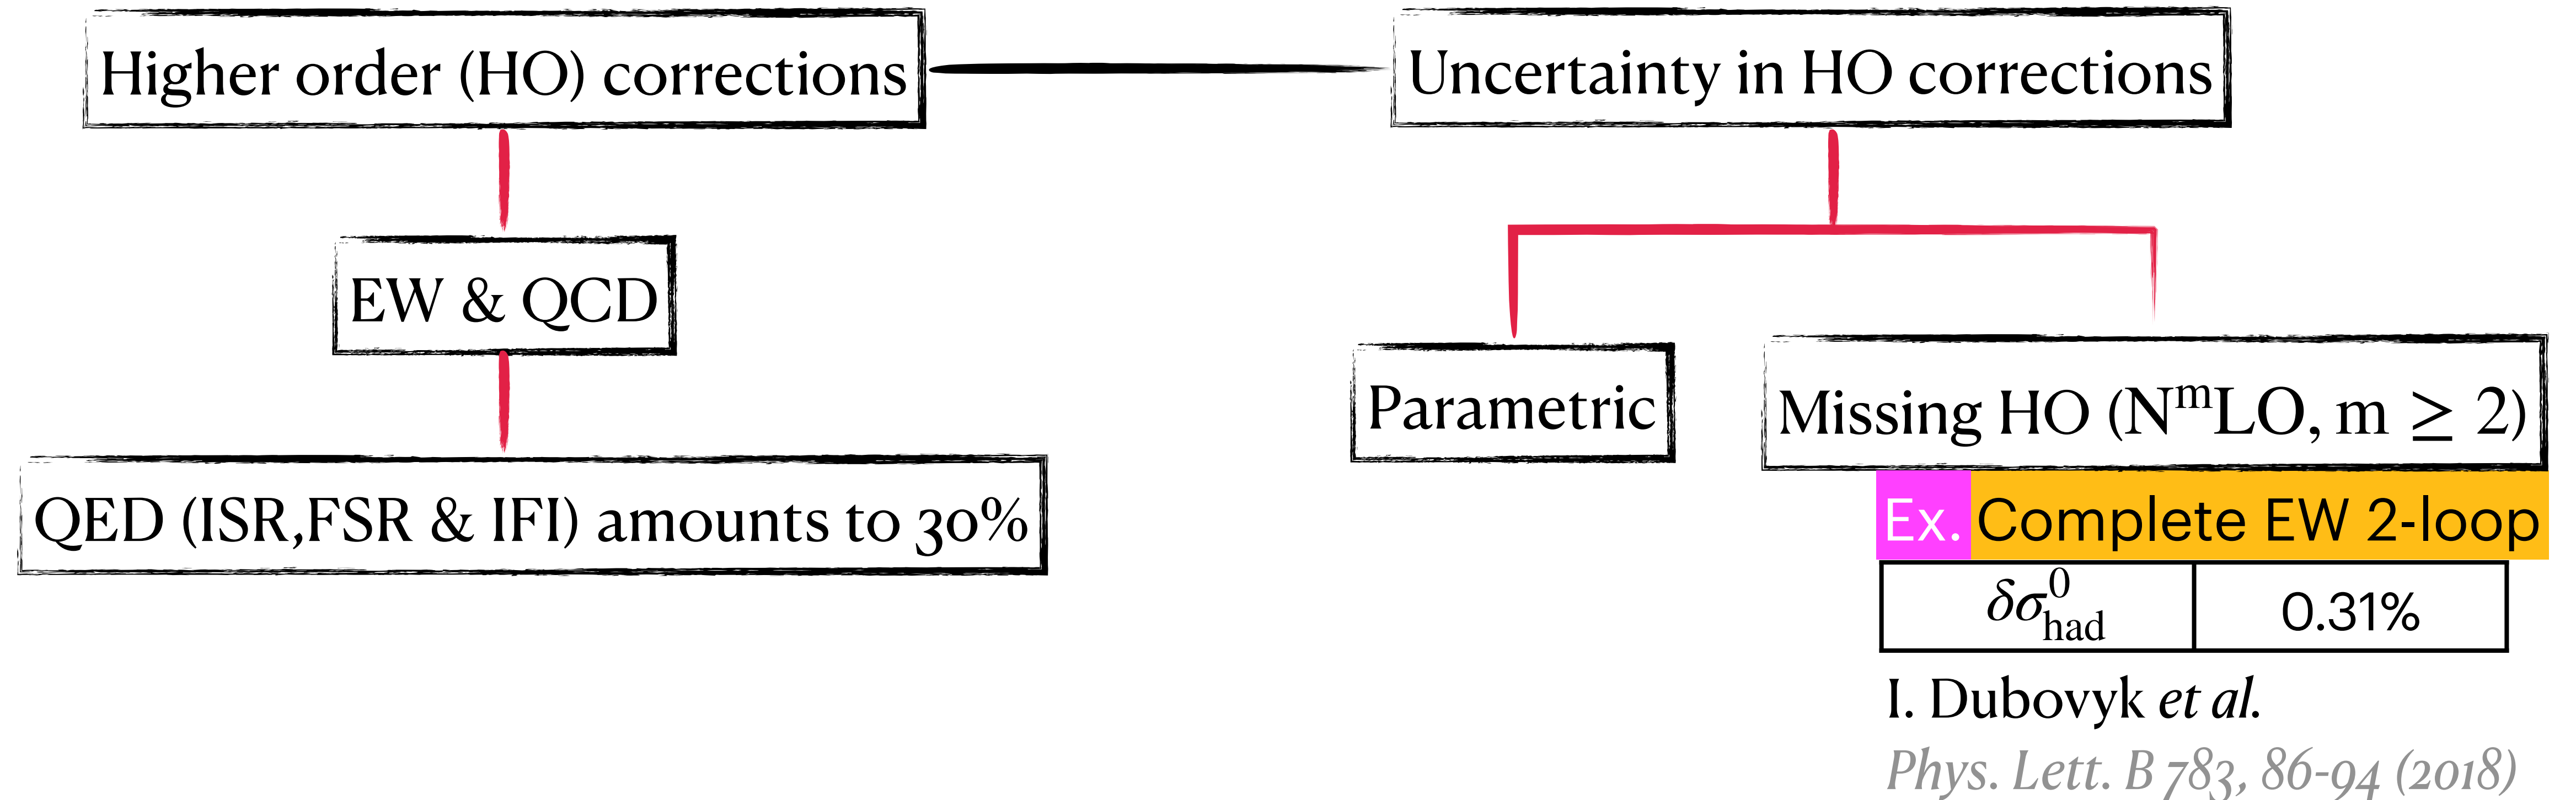 Higher order (HO) corrections
Uncertainty in HO corrections
EW & QCD
Parametric
Missing HO (NᵐLO, m ≥ 2)
QED (ISR,FSR & IFI) amounts to 30%
Ex. Complete EW 2-loop
δσ⁰had 0.31%
I. Dubovyk et al.
Phys. Lett. B 783, 86-94 (2018)